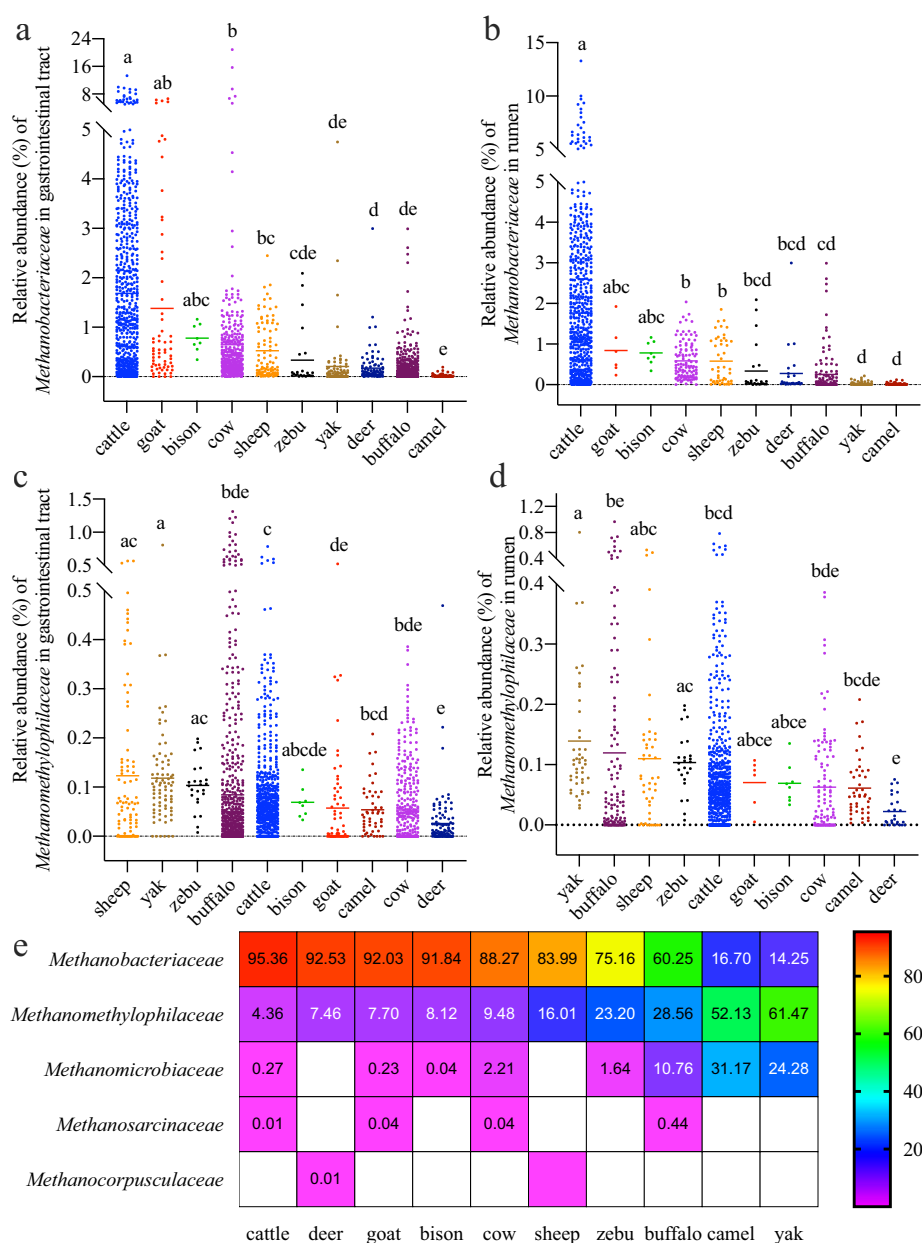 a
Relative abundance (%) of
Methanobacteriaceae in gastrointestinal tract
24
16
8
5
4
3
2
1
0
a
ab
abc
c
bc
cde
de
d
de
e
cattle
goat
bison
cow
sheep
zebu
yak
deer
buffalo
camel
b
Relative abundance (%) of
Methanobacteriaceae in rumen
15
10
5
5
4
3
2
1
0
a
abc
abc
b
b
bcd
bcd
cd
d
d
cattle
goat
bison
cow
sheep
zebu
deer
buffalo
yak
camel
c
Relative abundance (%) of
Methanomethylophilaceae in gastrointestinal tract
1.5
1.0
0.5
0.5
0.4
0.3
0.2
0.1
0.0
ac
a
ac
bde
c
abcde
de
bcd
bde
e
sheep
yak
zebu
buffalo
cattle
bison
goat
camel
cow
deer
d
Relative abundance (%) of
Methanomethylophilaceae in rumen
1.2
0.8
0.4
0.4
0.3
0.2
0.1
0.0
a
be
abc
ac
bcd
abce
abce
bde
bcde
e
yak
buffalo
sheep
zebu
cattle
goat
bison
cow
camel
deer
e
Methanobacteriaceae 95.36 92.53 92.03 91.84 88.27 83.99 75.16 60.25 16.70 14.25
Methanomethylophilaceae 4.36 7.46 7.70 8.12 9.48 16.01 23.20 28.56 52.13 61.47
Methanomicrobiaceae 0.27 0.23 0.04 2.21 1.64 10.76 31.17 24.28
Methanosarcinaceae 0.01 0.04 0.04 0.44
Methanocorpusculaceae 0.01
cattle deer goat bison cow sheep zebu buffalo camel yak
80
60
40
20